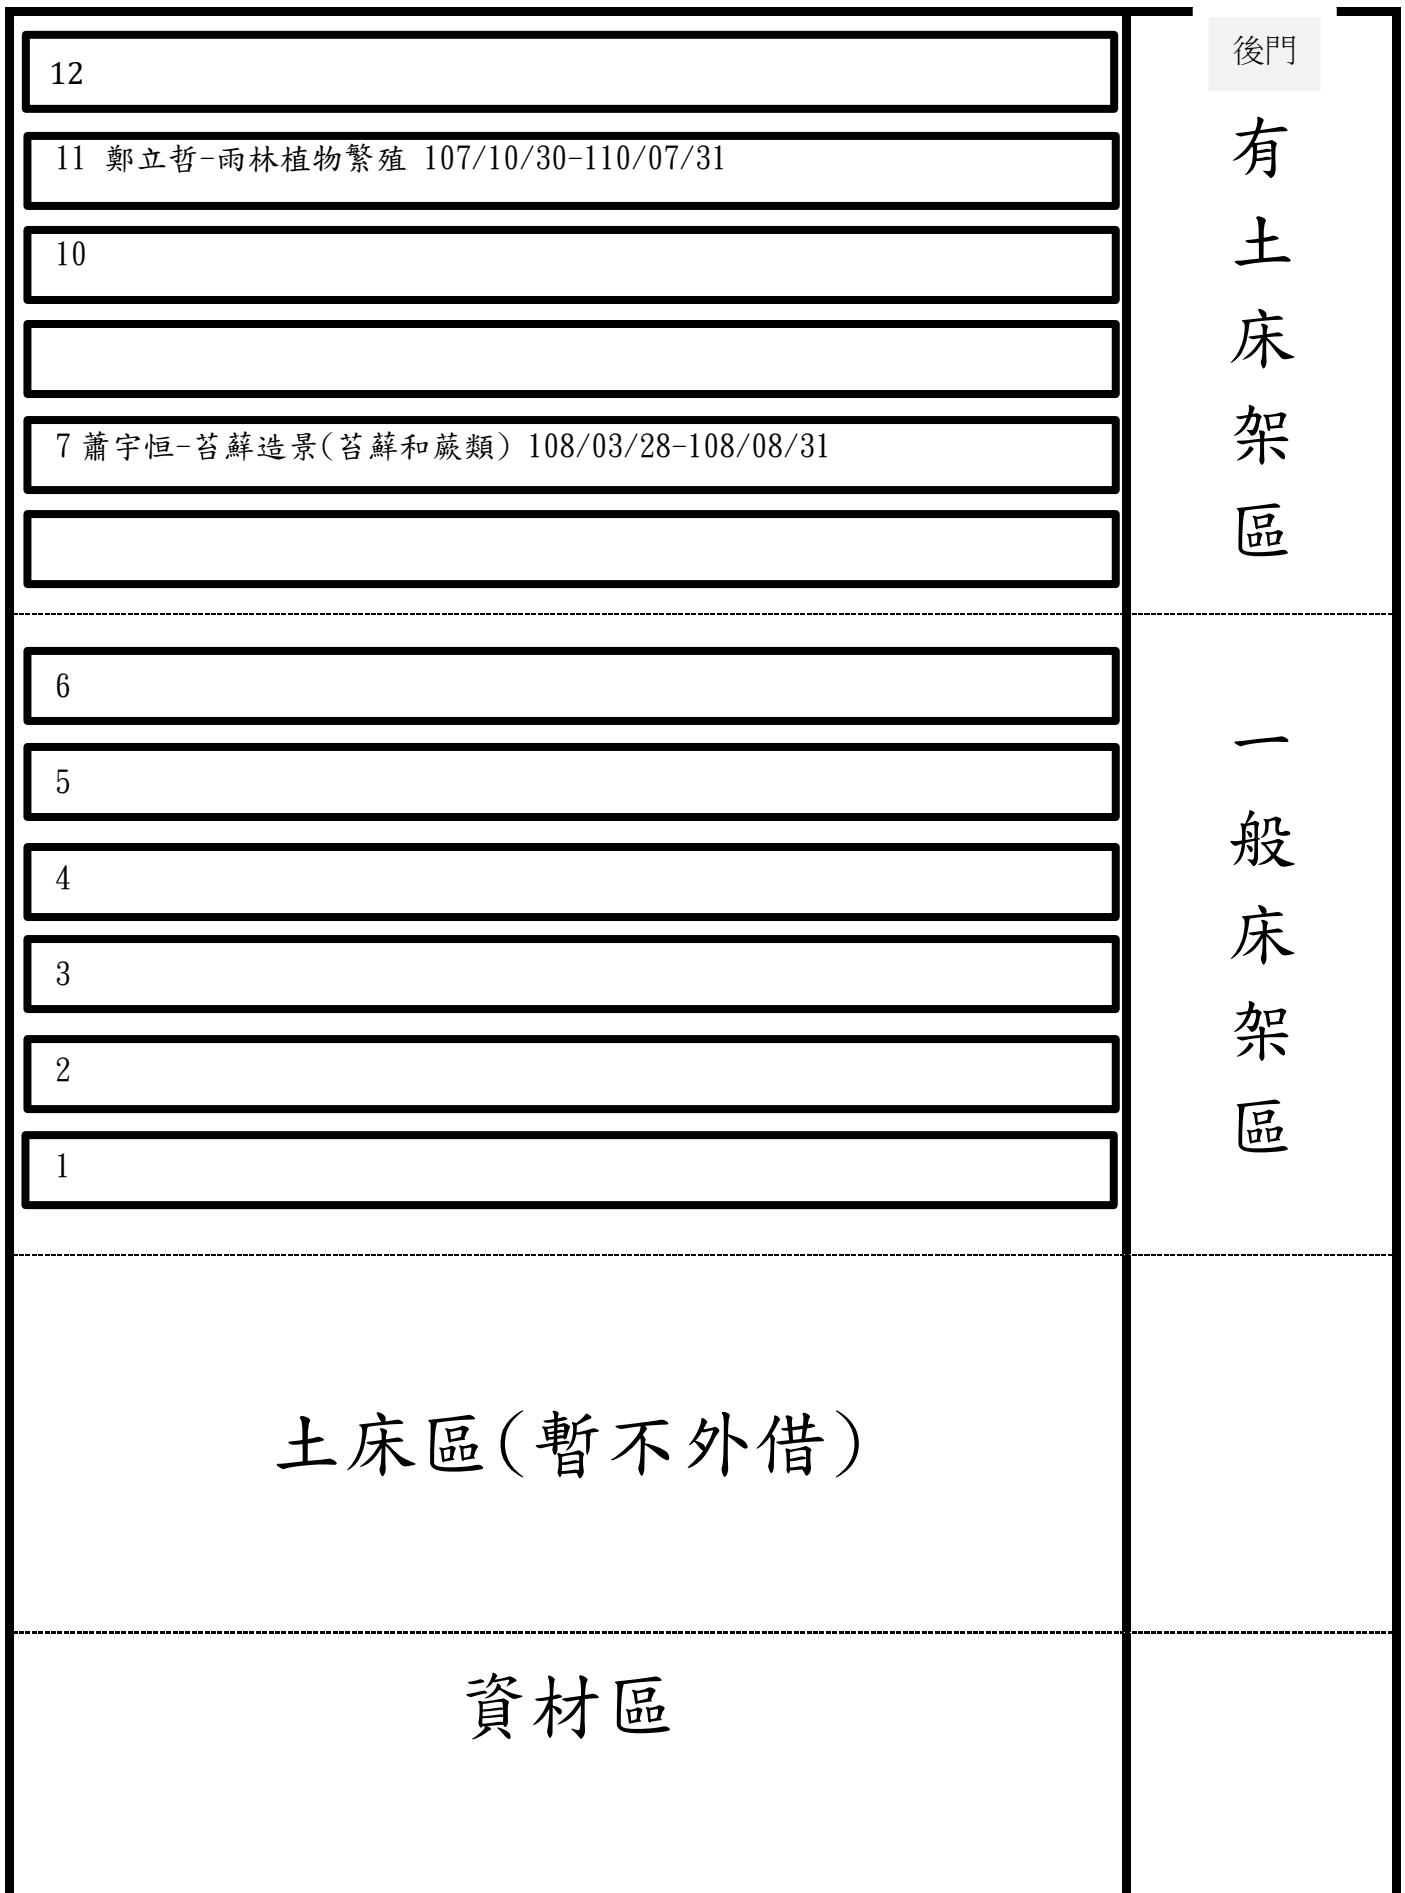 後門
12
11 鄭立哲-雨林植物繁殖 107/10/30-110/07/31
10
7 蕭宇恒-苔蘚造景(苔蘚和蕨類) 108/03/28-108/08/31
有土床架區
6
5
4
3
2
1
一般床架區
土床區(暫不外借)
資材區